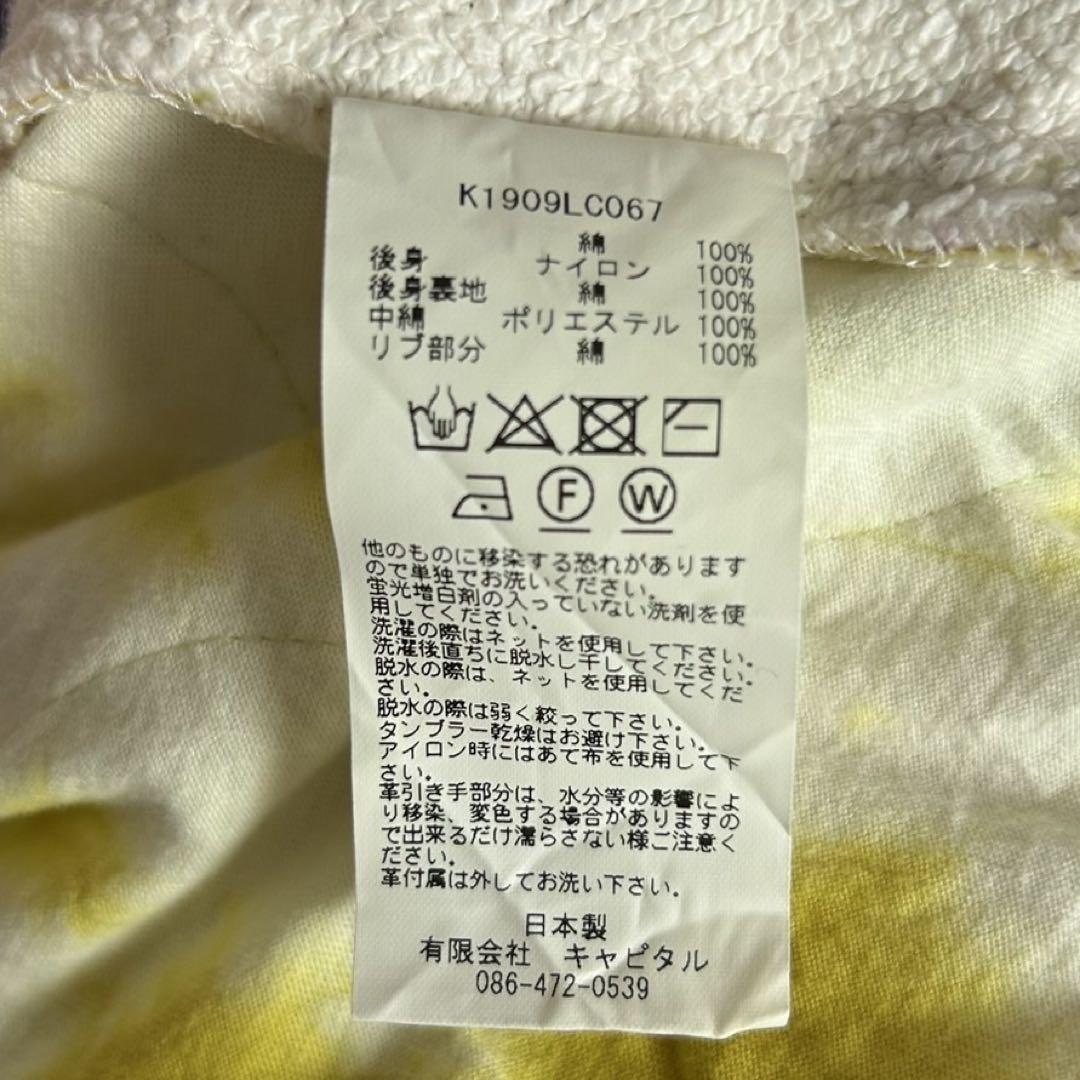 K1909LC067
綿 100%
後身 ナイロン 100%
後身裏地 綿 100%
中綿 ポリエステル 100%
リブ部分 綿 100%
F W
他のものに移染する恐れがあります
ので単独でお洗いください。
蛍光増白剤の入っていない洗剤を使
用してください。
洗濯の際はネットを使用して下さい。
洗濯後直ちに脱水し干してください。
脱水の際は、ネットを使用してくだ
さい。
脱水の際は弱く絞って下さい。
タンブラー乾燥はお避け下さい。
アイロン時にはあて布を使用して下
さい。
革引き手部分は、水分等の影響によ
り移染、変色する場合がありますの
で出来るだけ濡らさない様ご注意く
ださい。
革付属は外してお洗い下さい。
日本製
有限会社 キャピタル
086-472-0539